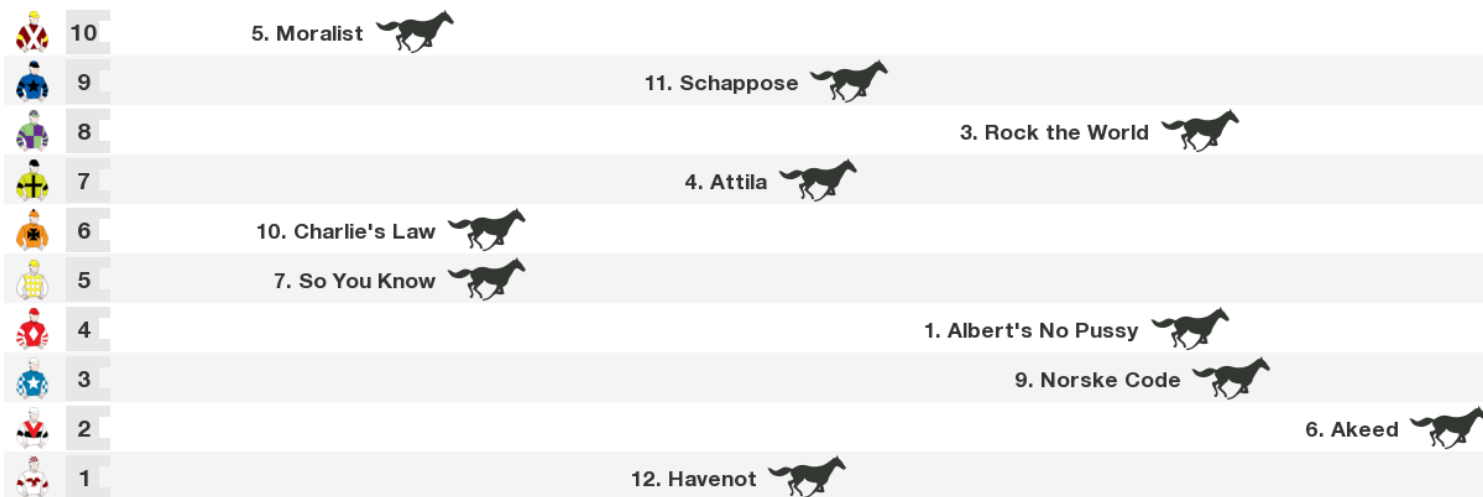 10 5. Moralist
9 11. Schappose
8 3. Rock the World
7 4. Attila
6 10. Charlie's Law
5 7. So You Know
4 1. Albert's No Pussy
3 9. Norske Code
2 6. Akeed
1 12. Havenot